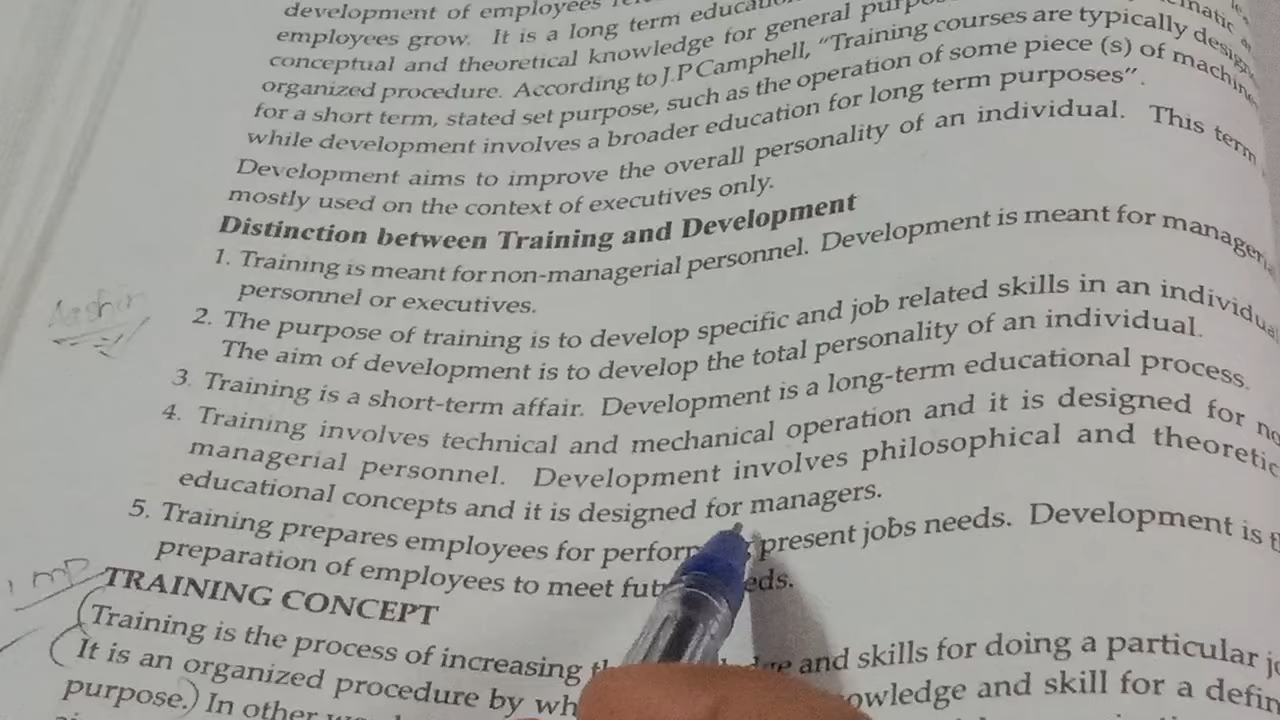 development of employees
employees grow. It is a long term
conceptual and theoretical knowledge for general
organized procedure. According to J.P Camphell, "Training courses are typically
for a short term, stated set purpose, such as the operation of some piece (s) of
while development involves a broader education for long term purposes".
Development aims to improve the overall personality of an individual. This term
mostly used on the context of executives only.
Distinction between Training and Development
1. Training is meant for non-managerial personnel. Development is meant for
personnel or executives.
2. The purpose of training is to develop specific and job related skills in an
The aim of development is to develop the total personality of an individual.
3. Training is a short-term affair. Development is a long-term educational process.
4. Training involves technical and mechanical operation and it is designed for
managerial personnel. Development involves philosophical and
educational concepts and it is designed for managers.
5. Training prepares employees for present jobs needs. Development is
preparation of employees to meet
TRAINING CONCEPT
Training is the process of increasing and skills for doing a particular
It is an organized procedure by and skill for a
purpose. In other